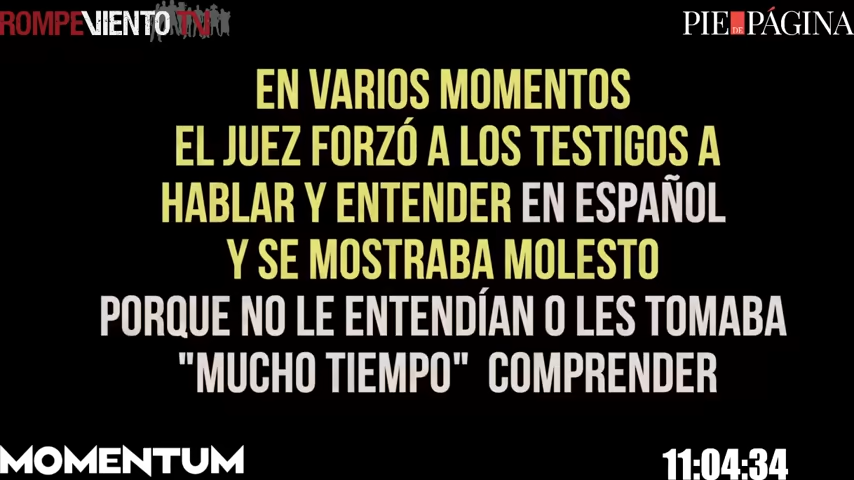 ROMPEVIENTO TV
PIE DE PÁGINA
EN VARIOS MOMENTOS
EL JUEZ FORZÓ A LOS TESTIGOS A
HABLAR Y ENTENDER EN ESPAÑOL
Y SE MOSTRABA MOLESTO
PORQUE NO LE ENTENDÍAN O LES TOMABA
"MUCHO TIEMPO" COMPRENDER
MOMENTUM
11:04:34